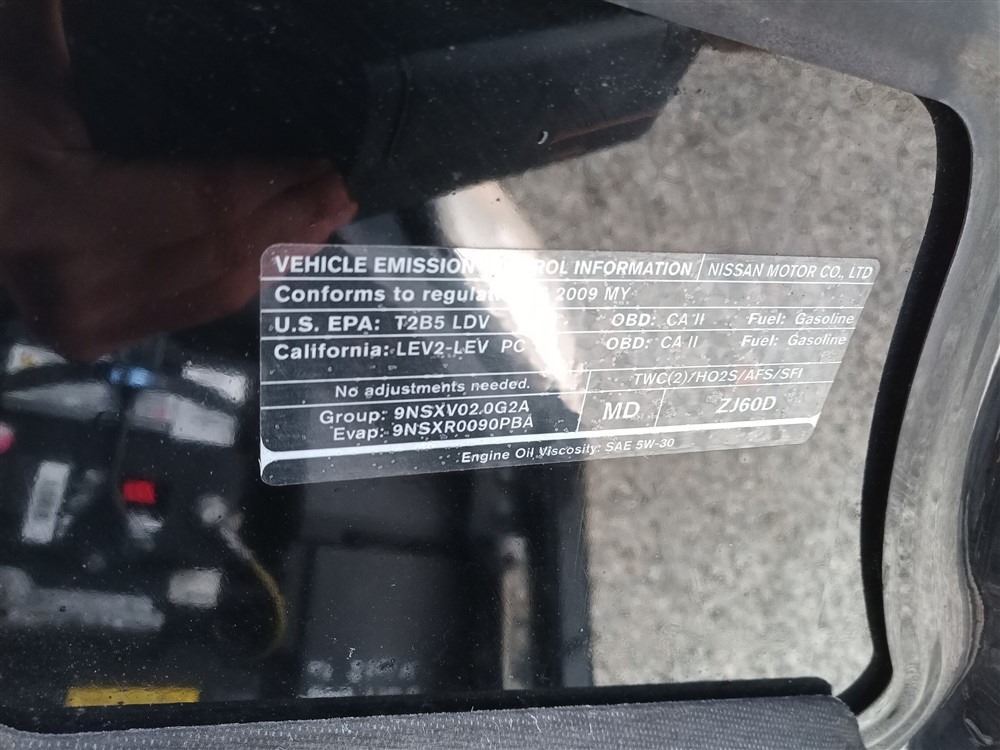 VEHICLE EMISSION ROL INFORMATION NISSAN MOTOR CO., LTD
Conforms to 2009 MY
U.S. EPA: T2B5 LDV OBD: CA II Fuel: Gasoline
California: LEV2-LEV PC OBD: CA II Fuel: Gasoline
No adjustments needed. TWC(2)/HO2S/AFS/SFI
Group: 9NSXV02.0G2A MD ZJ60D
Evap: 9NSXR0090PBA
Engine Oil Viscosity: SAE 5W-30